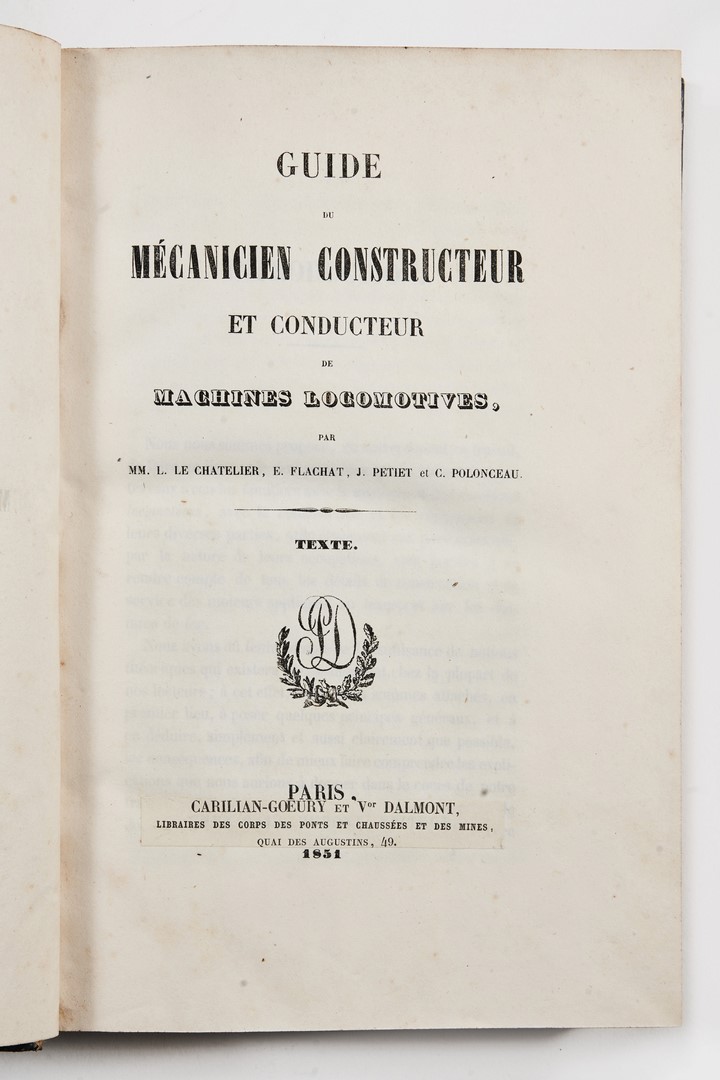 GUIDE
DU
MÉCANICIEN CONSTRUCTEUR
ET CONDUCTEUR
DE
MACHINES LOCOMOTIVES,
PAR
MM. L. LE CHATELIER, E. FLACHAT, J. PETIET et C. POLONCEAU.
TEXTE.
PD
PARIS,
CARILIAN-GOEURY ET Vor DALMONT,
LIBRAIRES DES CORPS DES PONTS ET CHAUSSÉES ET DES MINES,
QUAI DES AUGUSTINS, 49.
1851